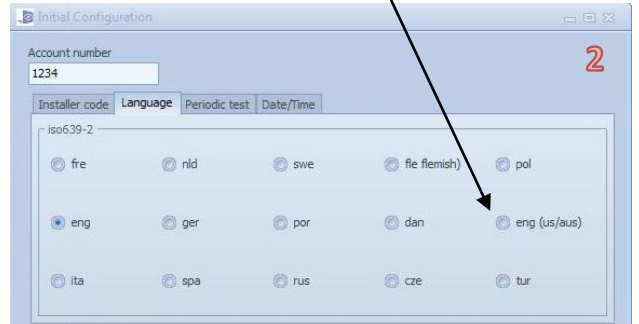 Initial Configuration
Account number
2
1234
Installer code Language Periodic test Date/Time
iso639-2
fre nld swe fle flemish) pol
eng ger por dan eng (us/aus)
ita spa rus cze tur